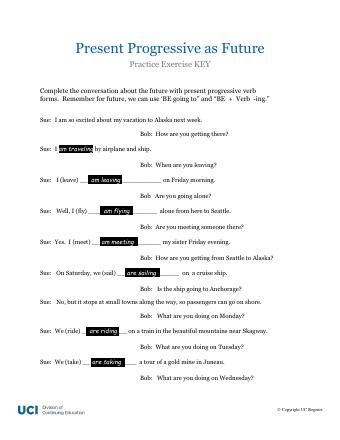 Present Progressive as Future
Practice Exercise KEY
Complete the conversation about the future with present progressive verb
forms. Remember for future, we can use 'BE going to" and "BE + Verb -ing."
Sue: I am so excited about my vacation to Alaska next week.
Bob: How are you getting there?
Sue: I am traveling by airplane and ship.
Bob: When are you leaving?
Sue: I (leave) __ am leaving __________ on Friday morning.
Bob Are you going alone?
Sue: Well, I (fly) ___ am flying ______ alone from here to Seattle.
Bob: Are you meeting someone there?
Sue: Yes. I (meet) _ am meeting ______ my sister Friday evening.
Bob: How are you getting from Seattle to Alaska?
Sue: On Saturday, we (sail) __ are sailing _____ on a cruise ship.
Bob: Is the ship going to Anchorage?
Sue: No, but it stops at small towns along the way, so passengers can go on shore.
Bob: What are you doing on Monday?
Sue: We (ride) _ are riding _ on a train in the beautiful mountains near Skagway.
Bob: What are you doing on Tuesday?
Sue: We (take) __ are taking ___ a tour of a gold mine in Juneau.
Bob: What are you doing on Wednesday?
UCI Division of
Continuing Education
© Copyright UC Regents